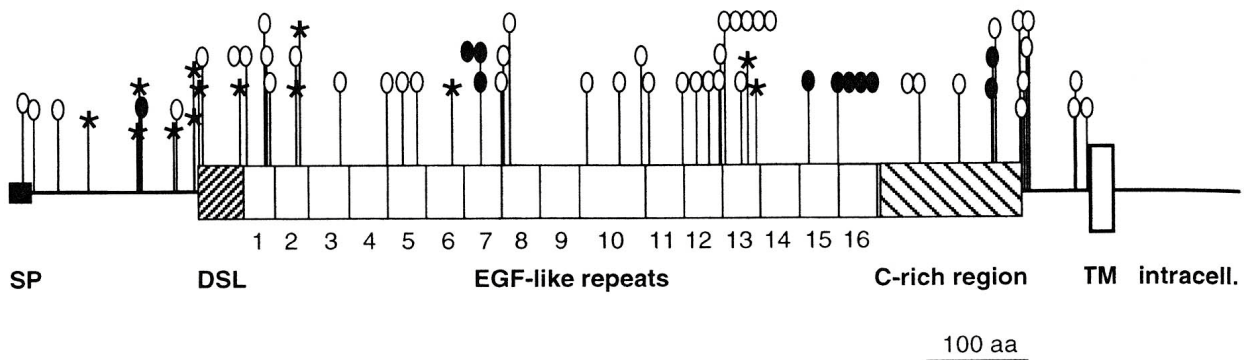 1 2 3 4 5 6 7 8 9 10 11 12 13 14 15 16
SP DSL EGF-like repeats C-rich region TM intracell.
100 aa